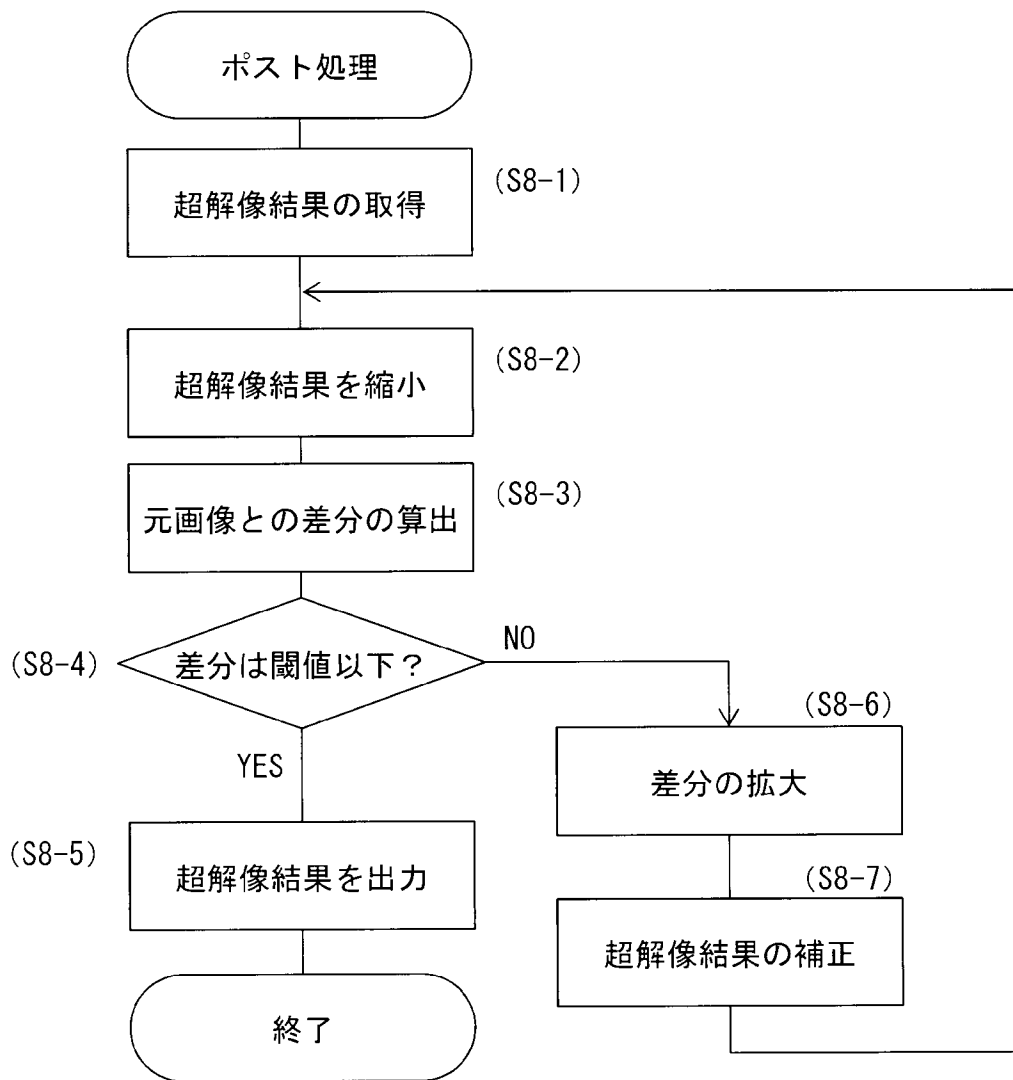 ポスト処理
超解像結果の取得
(S8-1)
超解像結果を縮小
(S8-2)
元画像との差分の算出
(S8-3)
(S8-4)
差分は閾値以下？
NO
YES
(S8-5)
超解像結果を出力
終了
(S8-6)
差分の拡大
(S8-7)
超解像結果の補正